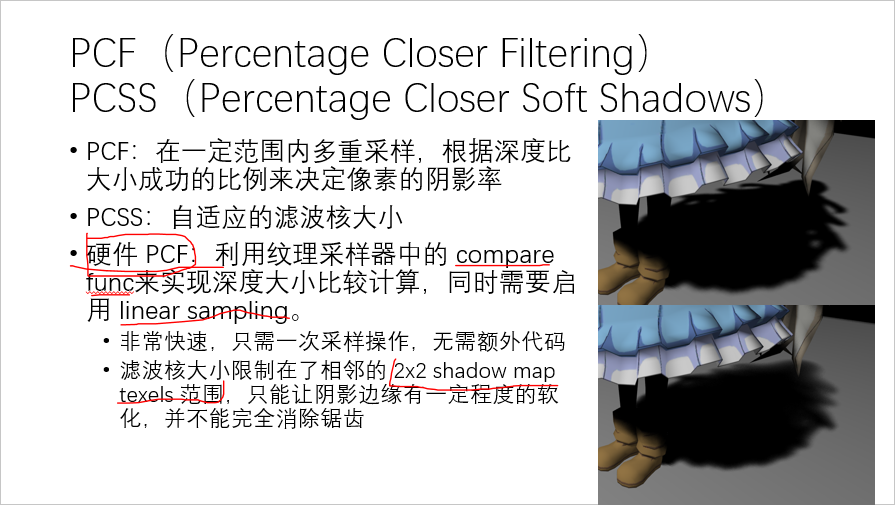 PCF（Percentage Closer Filtering）
PCSS（Percentage Closer Soft Shadows）
• PCF：在一定范围内多重采样，根据深度比
大小成功的比例来决定像素的阴影率
• PCSS：自适应的滤波核大小
• 硬件 PCF：利用纹理采样器中的 compare
func来实现深度大小比较计算，同时需要启
用 linear sampling。
• 非常快速，只需一次采样操作，无需额外代码
• 滤波核大小限制在了相邻的 2x2 shadow map
texels 范围，只能让阴影边缘有一定程度的软
化，并不能完全消除锯齿